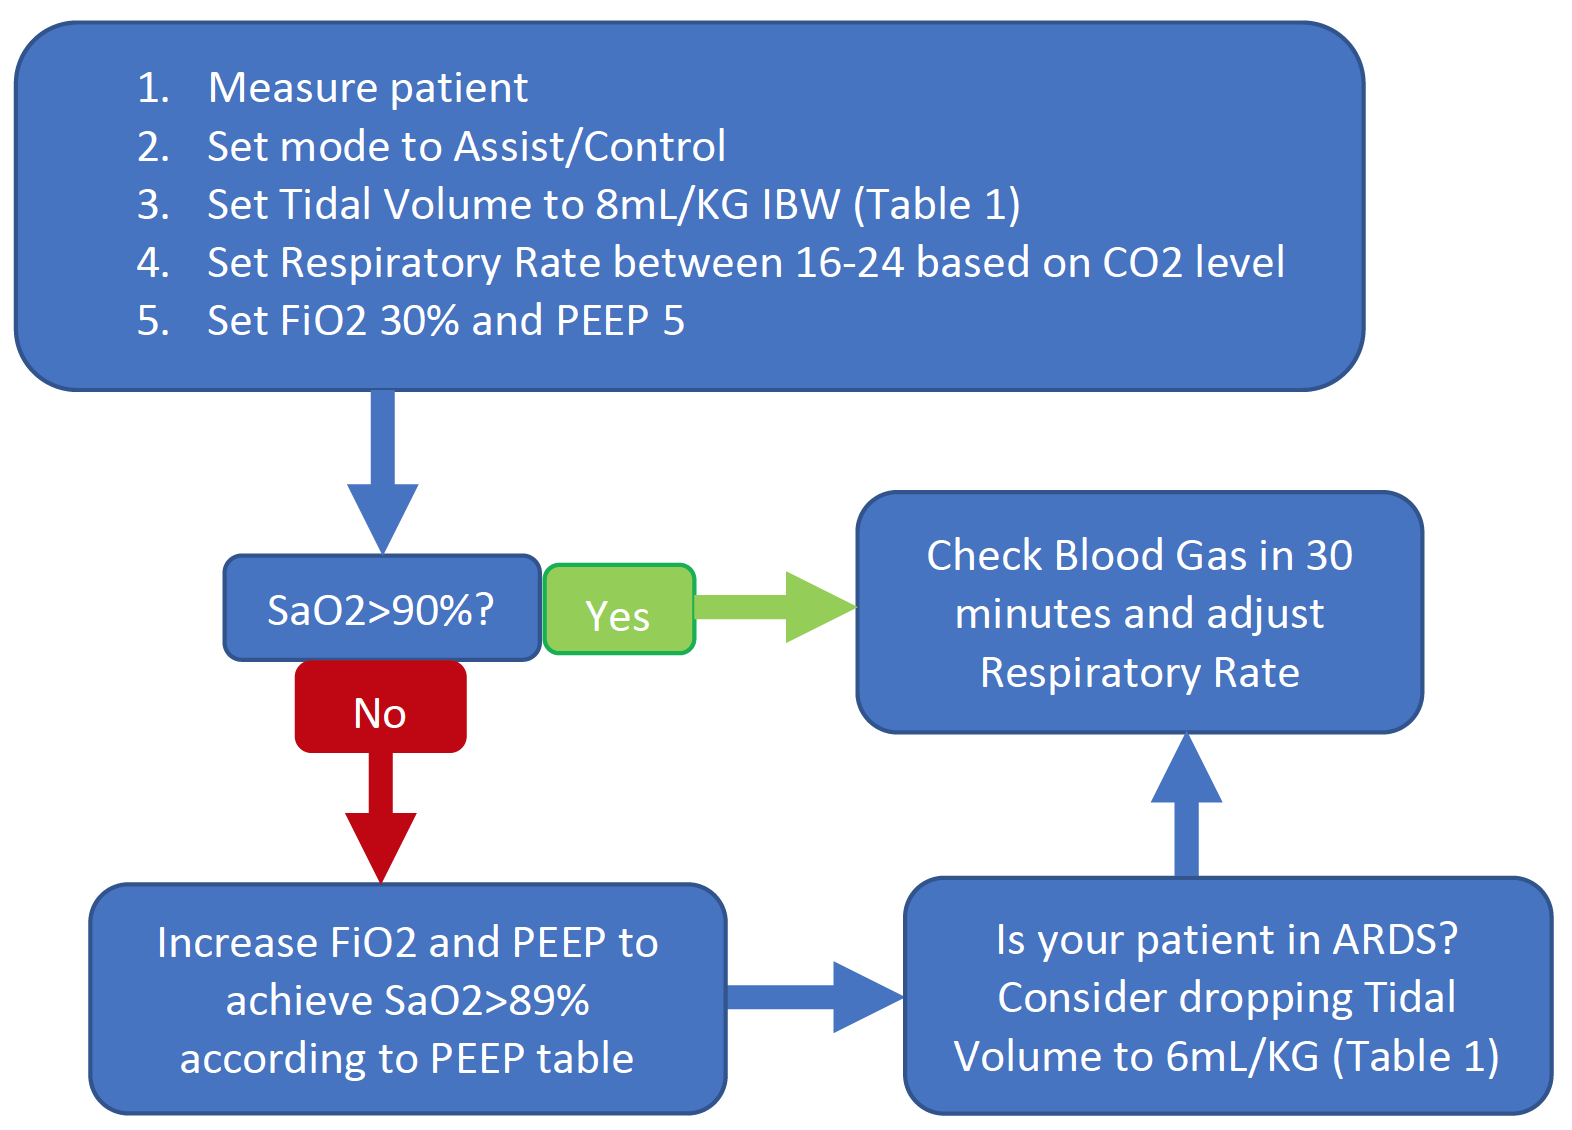 1. Measure patient
2. Set mode to Assist/Control
3. Set Tidal Volume to 8mL/KG IBW (Table 1)
4. Set Respiratory Rate between 16-24 based on CO2 level
5. Set FiO2 30% and PEEP 5
SaO2>90%?
Yes
Check Blood Gas in 30
minutes and adjust
Respiratory Rate
No
Increase FiO2 and PEEP to
achieve SaO2>89%
according to PEEP table
Is your patient in ARDS?
Consider dropping Tidal
Volume to 6mL/KG (Table 1)